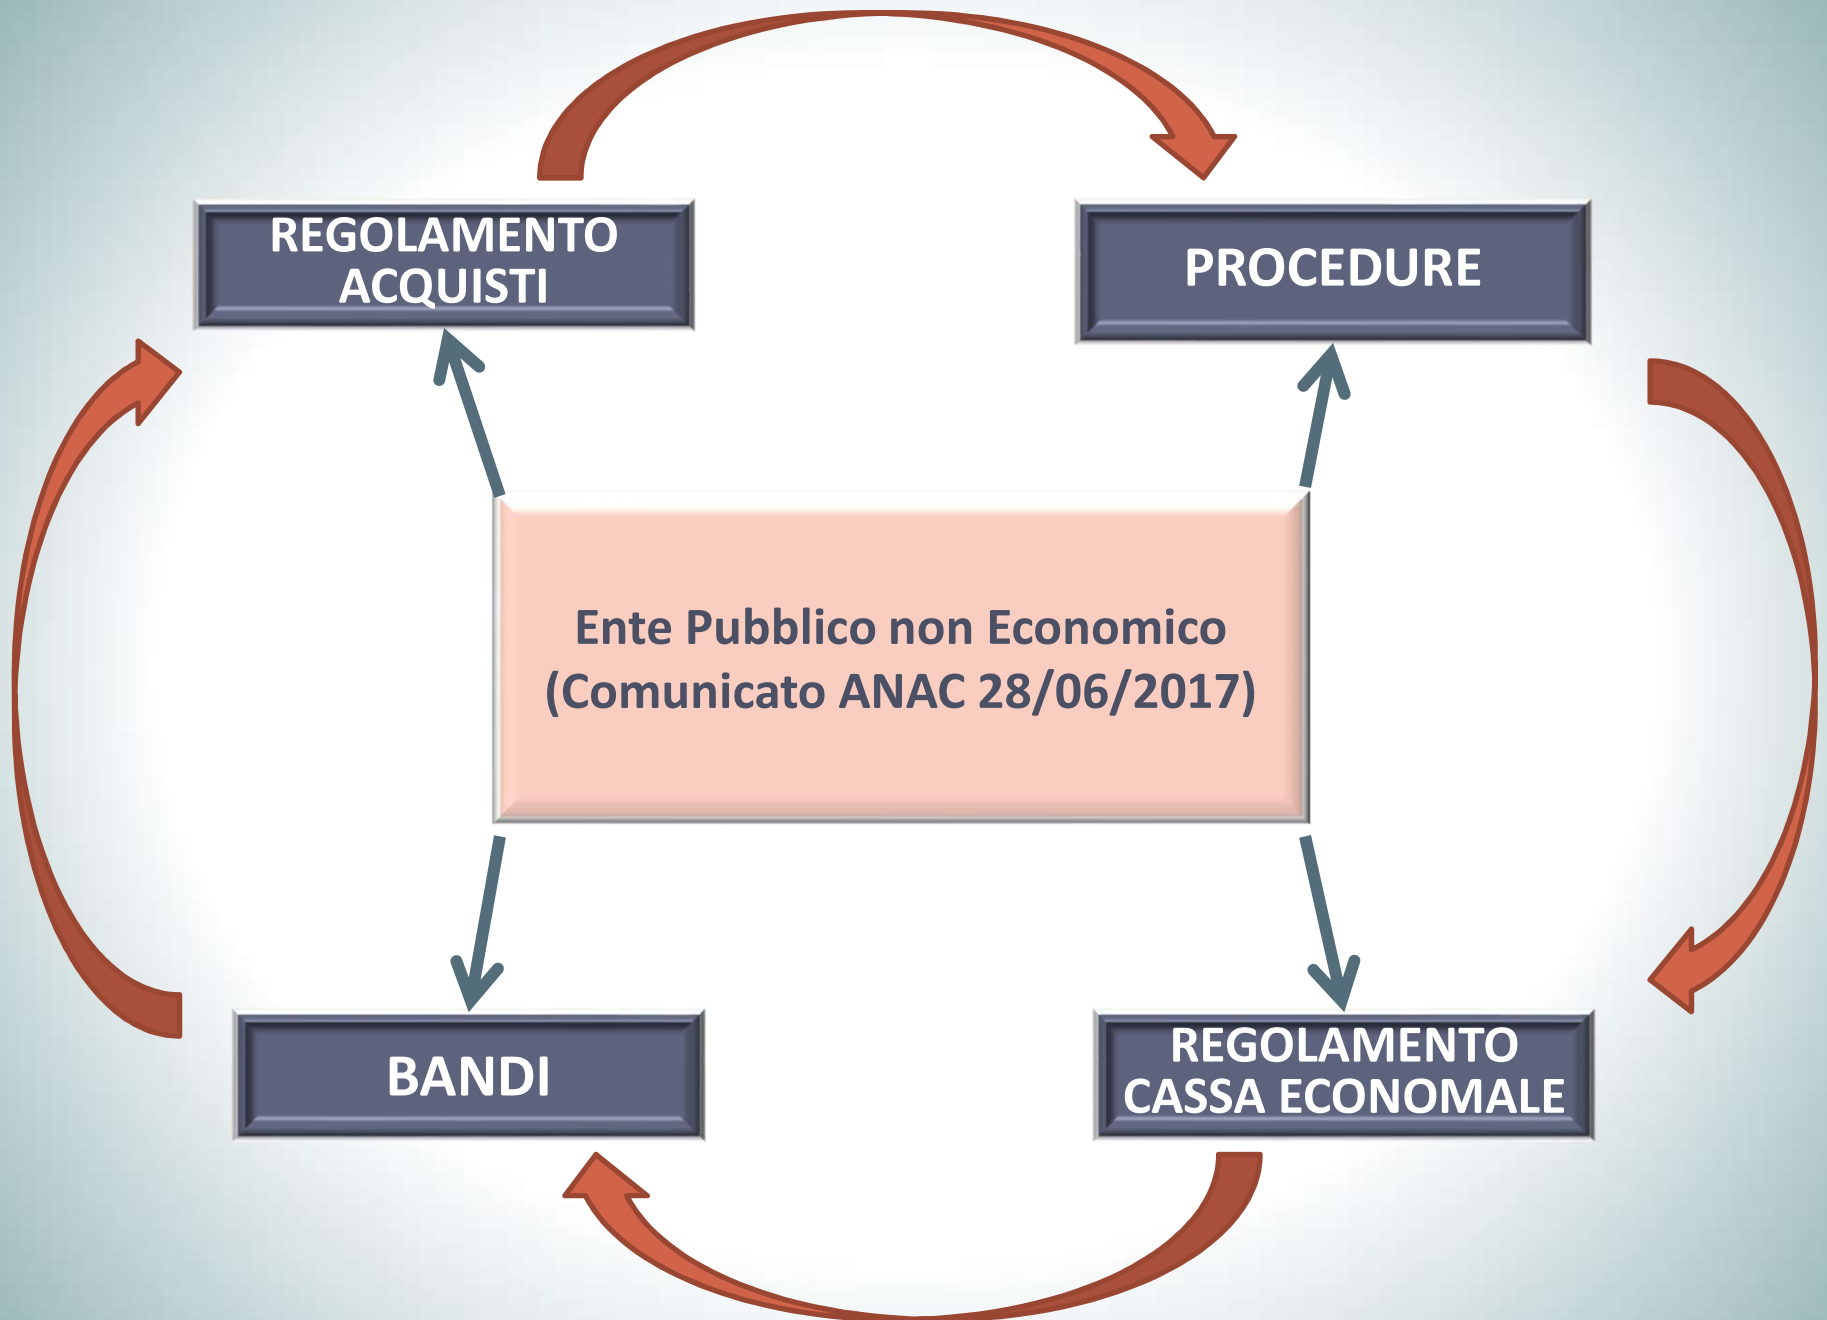 REGOLAMENTO
ACQUISTI
PROCEDURE
Ente Pubblico non Economico
(Comunicato ANAC 28/06/2017)
BANDI
REGOLAMENTO
CASSA ECONOMALE